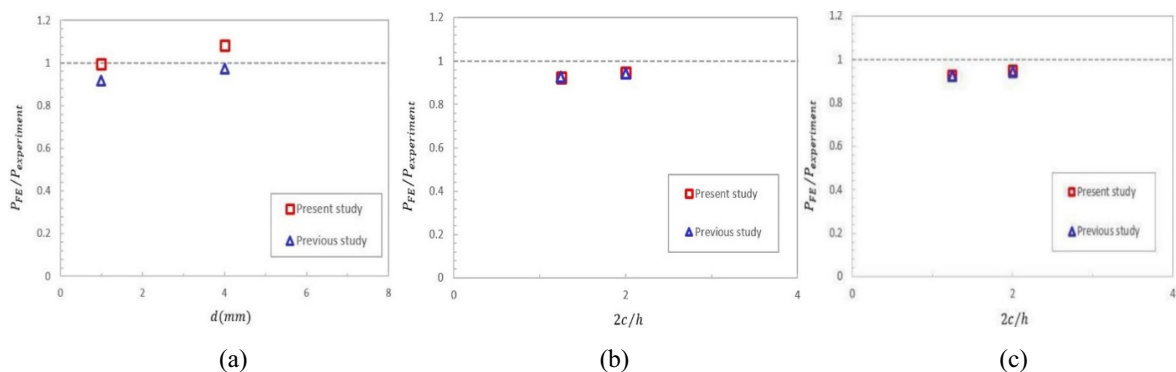 1.2
1
0.8
0.6
0.4
0.2
0
P_FE/P_experiment
Present study
Previous study
0 2 4 6 8
d(mm)
(a)
1.2
1
0.8
0.6
0.4
0.2
0
P_FE/P_experiment
Present study
Previous study
0 2 4
2c/h
(b)
1.2
1
0.8
0.6
0.4
0.2
0
P_FE/P_experiment
Present study
Previous study
0 2 4
2c/h
(c)